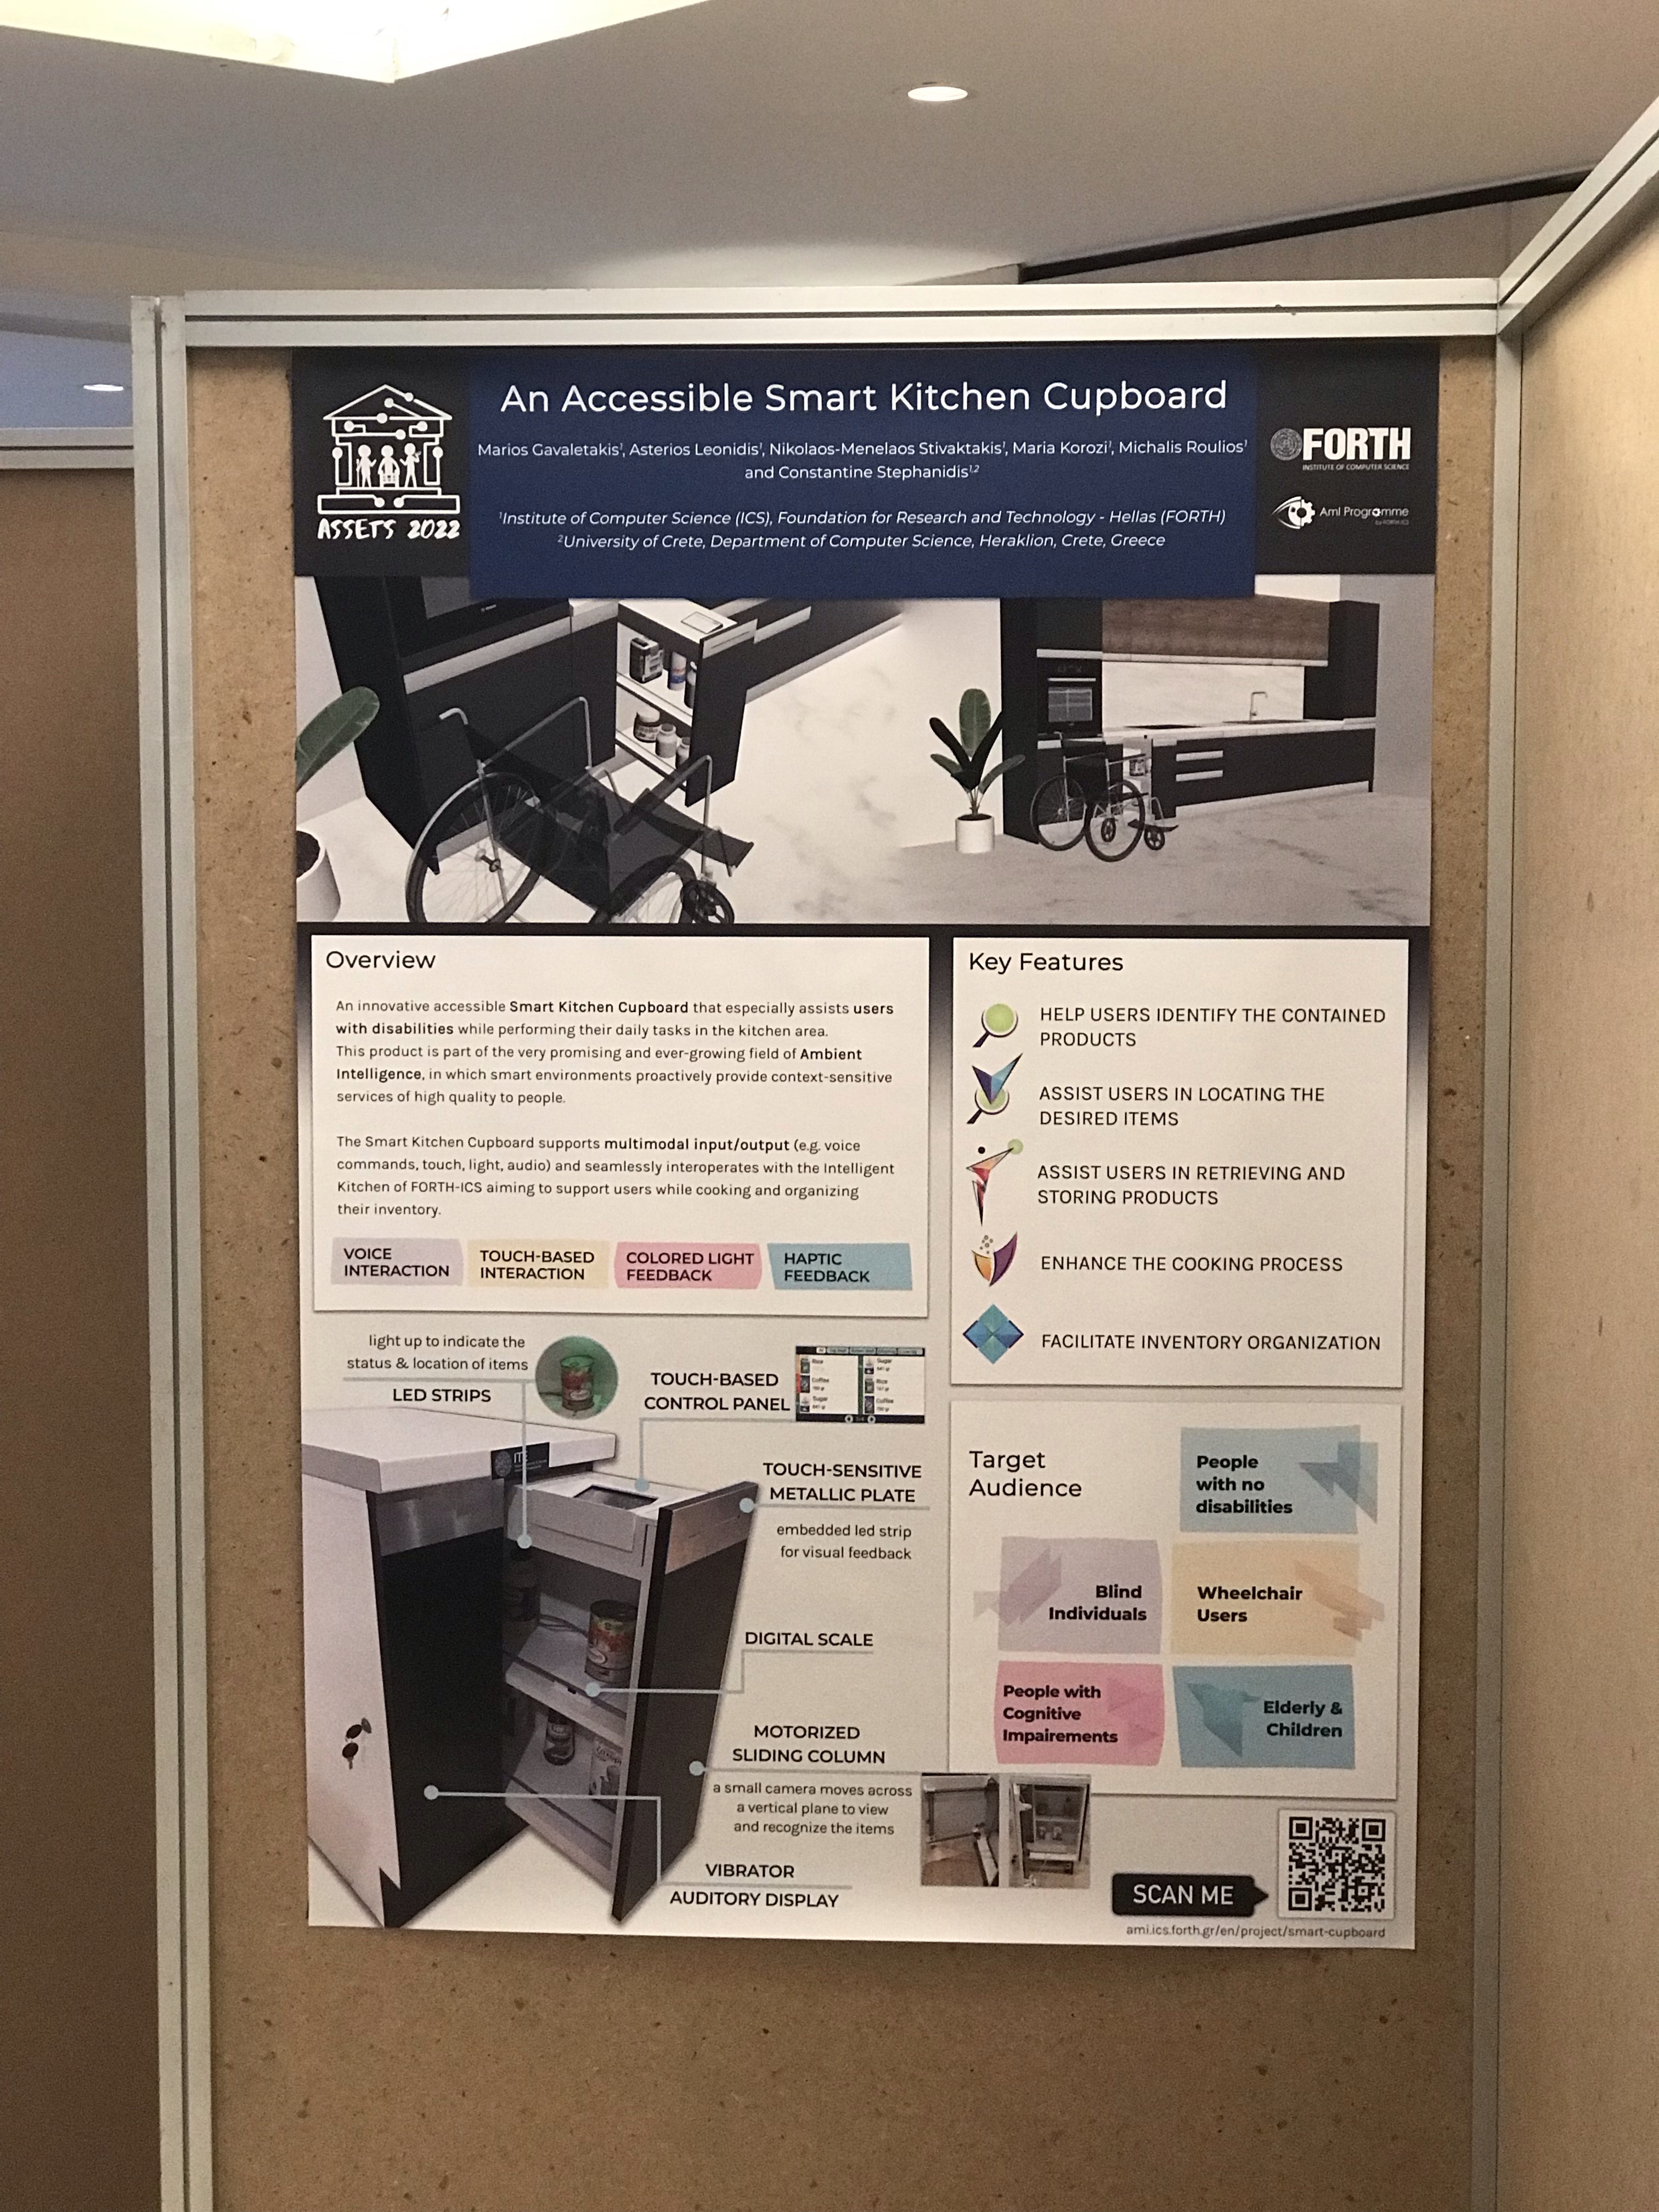 An Accessible Smart Kitchen Cupboard
Marios Gavaletakis¹, Asterios Leonidis¹, Nikolaos-Menelaos Stivaktakis¹, Maria Korozi¹, Michalis Roulios¹
and Constantine Stephanidis¹,²
¹Institute of Computer Science (ICS), Foundation for Research and Technology - Hellas (FORTH)
²University of Crete, Department of Computer Science, Heraklion, Crete, Greece
ASSETS 2022
FORTH
INSTITUTE OF COMPUTER SCIENCE
AmI Programme
by FORTH-ICS
Overview
An innovative accessible Smart Kitchen Cupboard that especially assists users
with disabilities while performing their daily tasks in the kitchen area.
This product is part of the very promising and ever-growing field of Ambient
Intelligence, in which smart environments proactively provide context-sensitive
services of high quality to people.
The Smart Kitchen Cupboard supports multimodal input/output (e.g. voice
commands, touch, light, audio) and seamlessly interoperates with the Intelligent
Kitchen of FORTH-ICS aiming to support users while cooking and organizing
their inventory.
VOICE
INTERACTION
TOUCH-BASED
INTERACTION
COLORED LIGHT
FEEDBACK
HAPTIC
FEEDBACK
Key Features
HELP USERS IDENTIFY THE CONTAINED
PRODUCTS
ASSIST USERS IN LOCATING THE
DESIRED ITEMS
ASSIST USERS IN RETRIEVING AND
STORING PRODUCTS
ENHANCE THE COOKING PROCESS
FACILITATE INVENTORY ORGANIZATION
light up to indicate the
status & location of items
LED STRIPS
TOUCH-BASED
CONTROL PANEL
Rice
Sugar
Coffee
Rice
Sugar
Coffee
TOUCH-SENSITIVE
METALLIC PLATE
embedded led strip
for visual feedback
DIGITAL SCALE
MOTORIZED
SLIDING COLUMN
a small camera moves across
a vertical plane to view
and recognize the items
VIBRATOR
AUDITORY DISPLAY
Target
Audience
People
with no
disabilities
Blind
Individuals
Wheelchair
Users
People with
Cognitive
Impairements
Elderly &
Children
SCAN ME
ami.ics.forth.gr/en/project/smart-cupboard